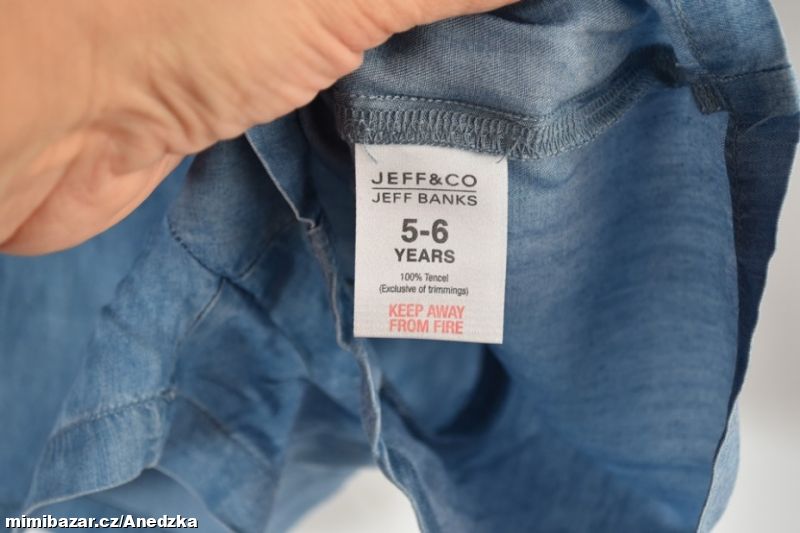 JEFF&CO
JEFF BANKS
5-6
YEARS
100% Tencel
(Exclusive of trimmings)
KEEP AWAY
FROM FIRE
mimibazar.cz/Anedzka